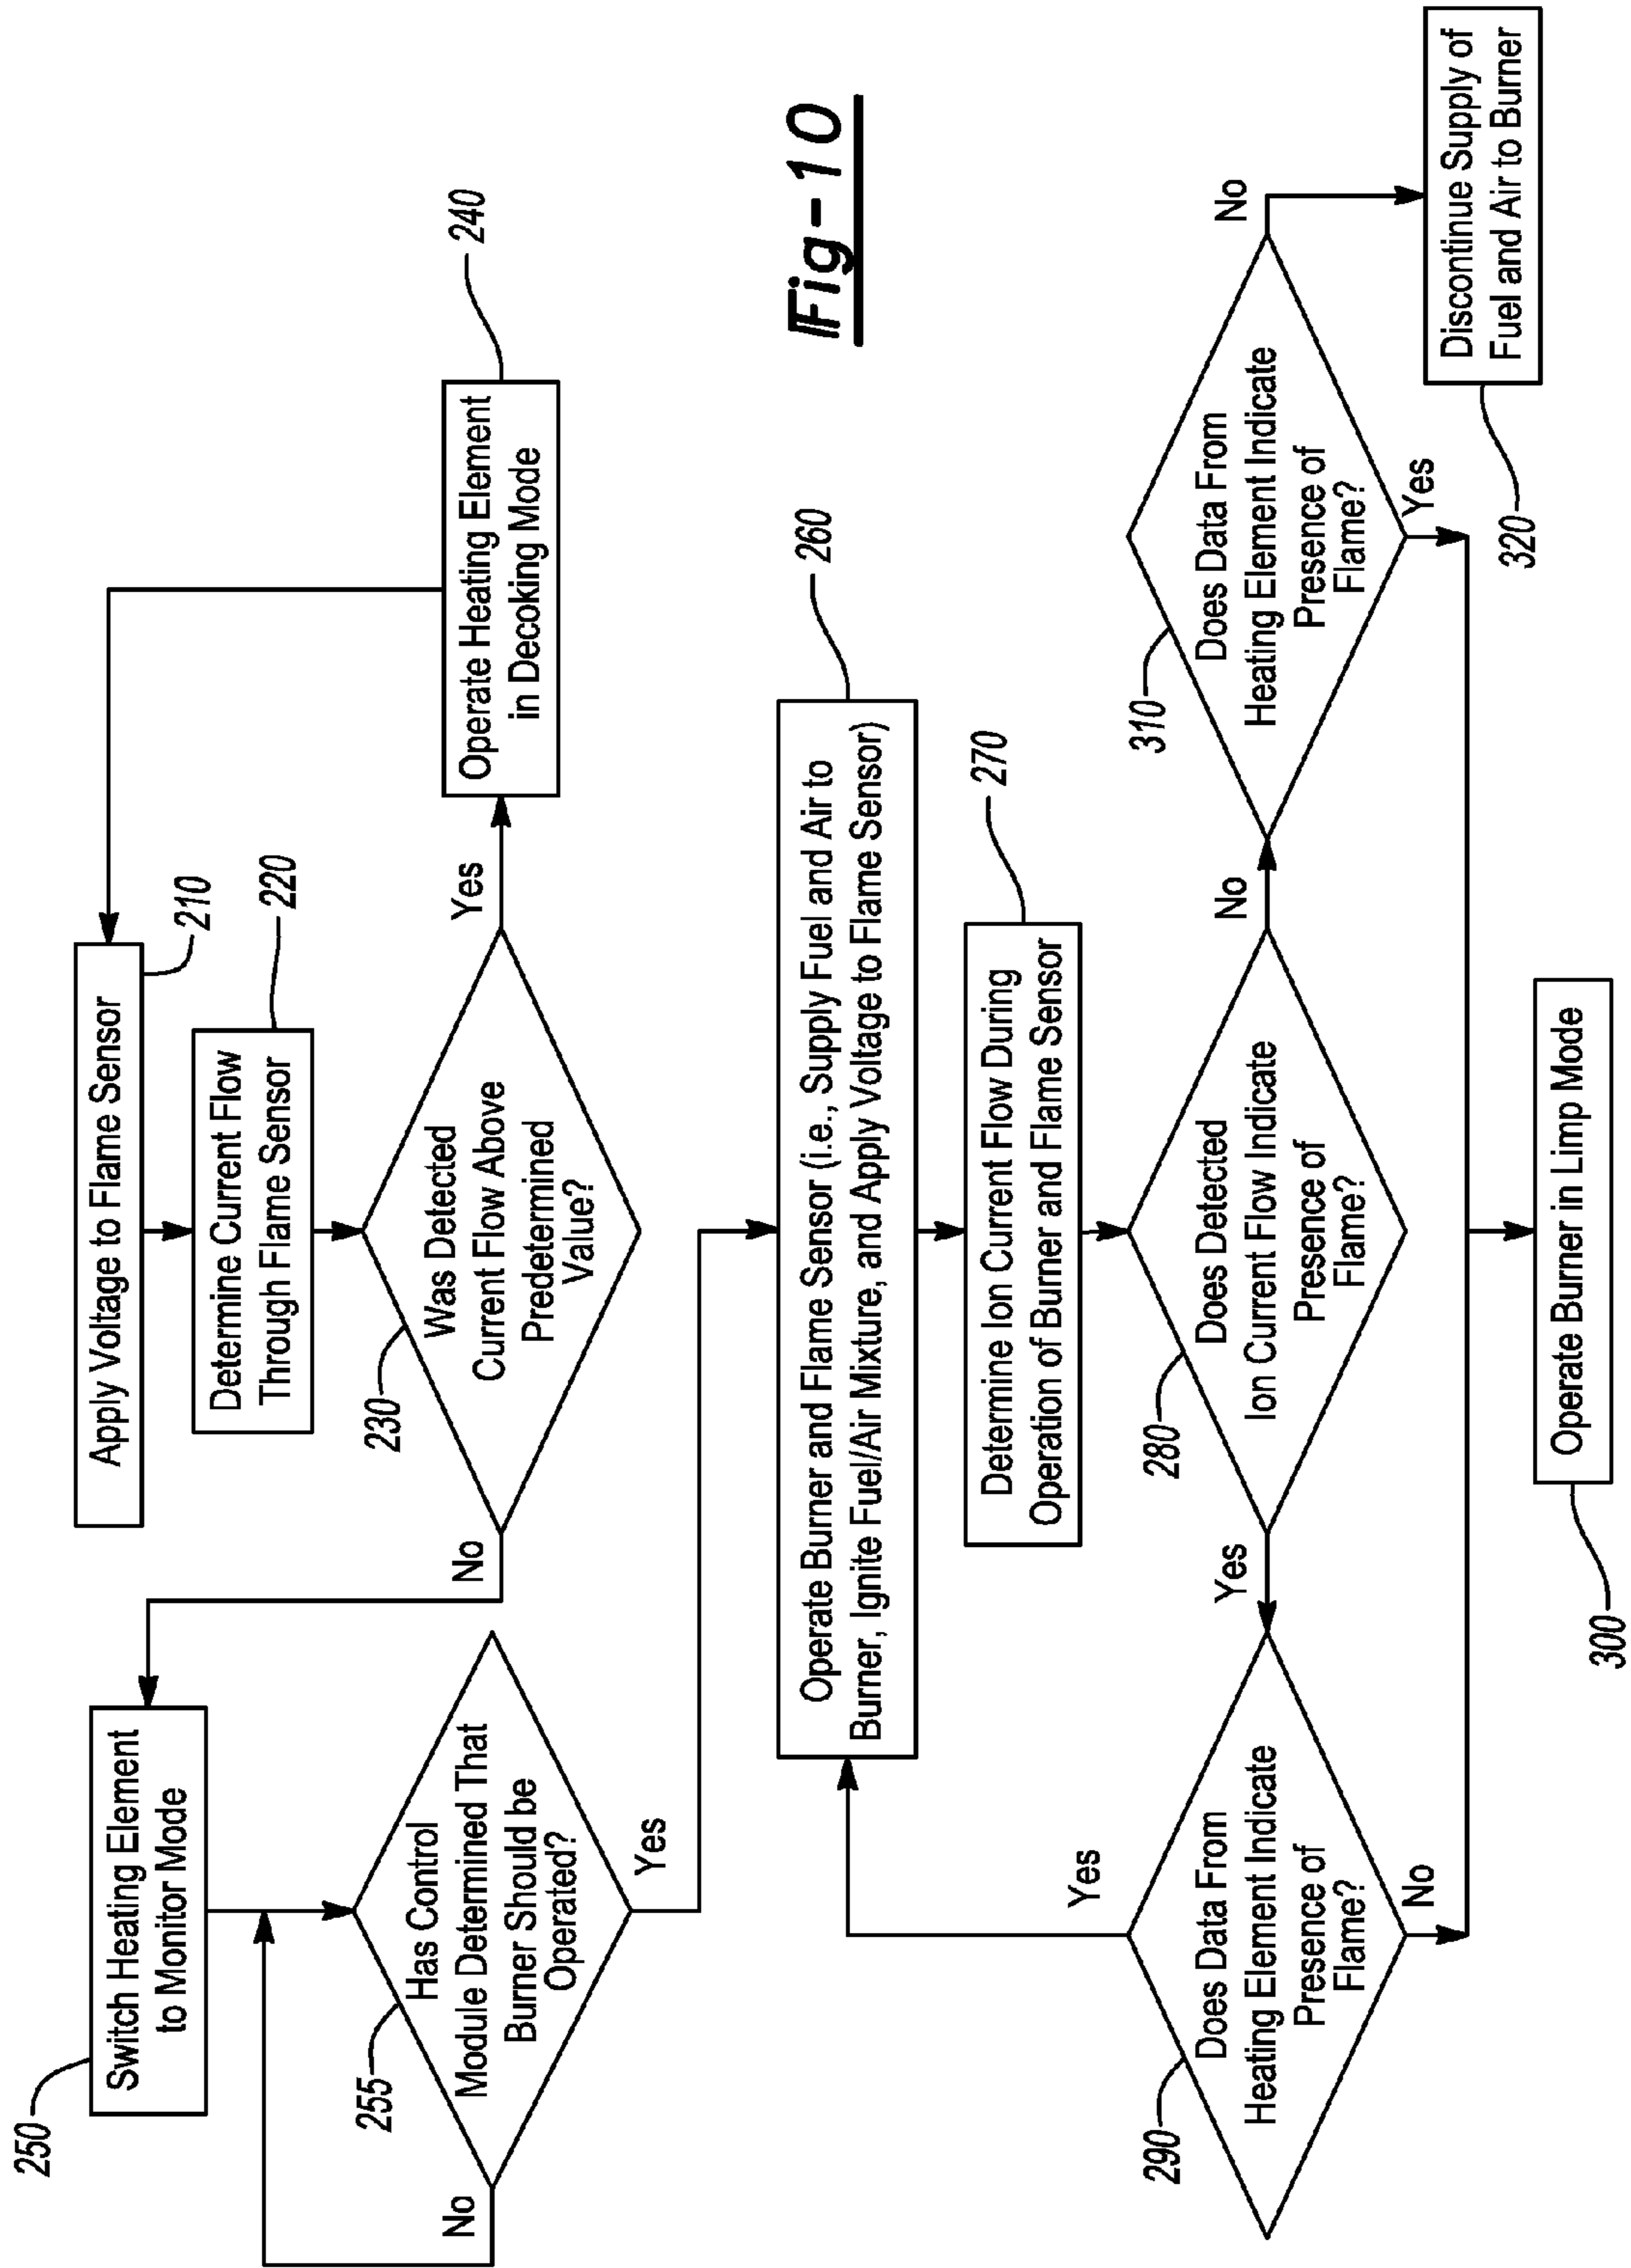 Apply Voltage to Flame Sensor
210
Determine Current Flow
Through Flame Sensor
220
Was Detected
Current Flow Above
Predetermined
Value?
230
Yes
No
Operate Heating Element
in Decoking Mode
240
Switch Heating Element
to Monitor Mode
250
Has Control
Module Determined That
Burner Should be
Operated?
255
No
Yes
Operate Burner and Flame Sensor (i.e., Supply Fuel and Air to
Burner, Ignite Fuel/Air Mixture, and Apply Voltage to Flame Sensor)
260
Determine Ion Current Flow During
Operation of Burner and Flame Sensor
270
Does Detected
Ion Current Flow Indicate
Presence of
Flame?
280
Yes
No
Does Data From
Heating Element Indicate
Presence of
Flame?
290
Yes
No
Does Data From
Heating Element Indicate
Presence of
Flame?
310
No
Yes
Operate Burner in Limp Mode
300
Discontinue Supply of
Fuel and Air to Burner
320
Fig-10